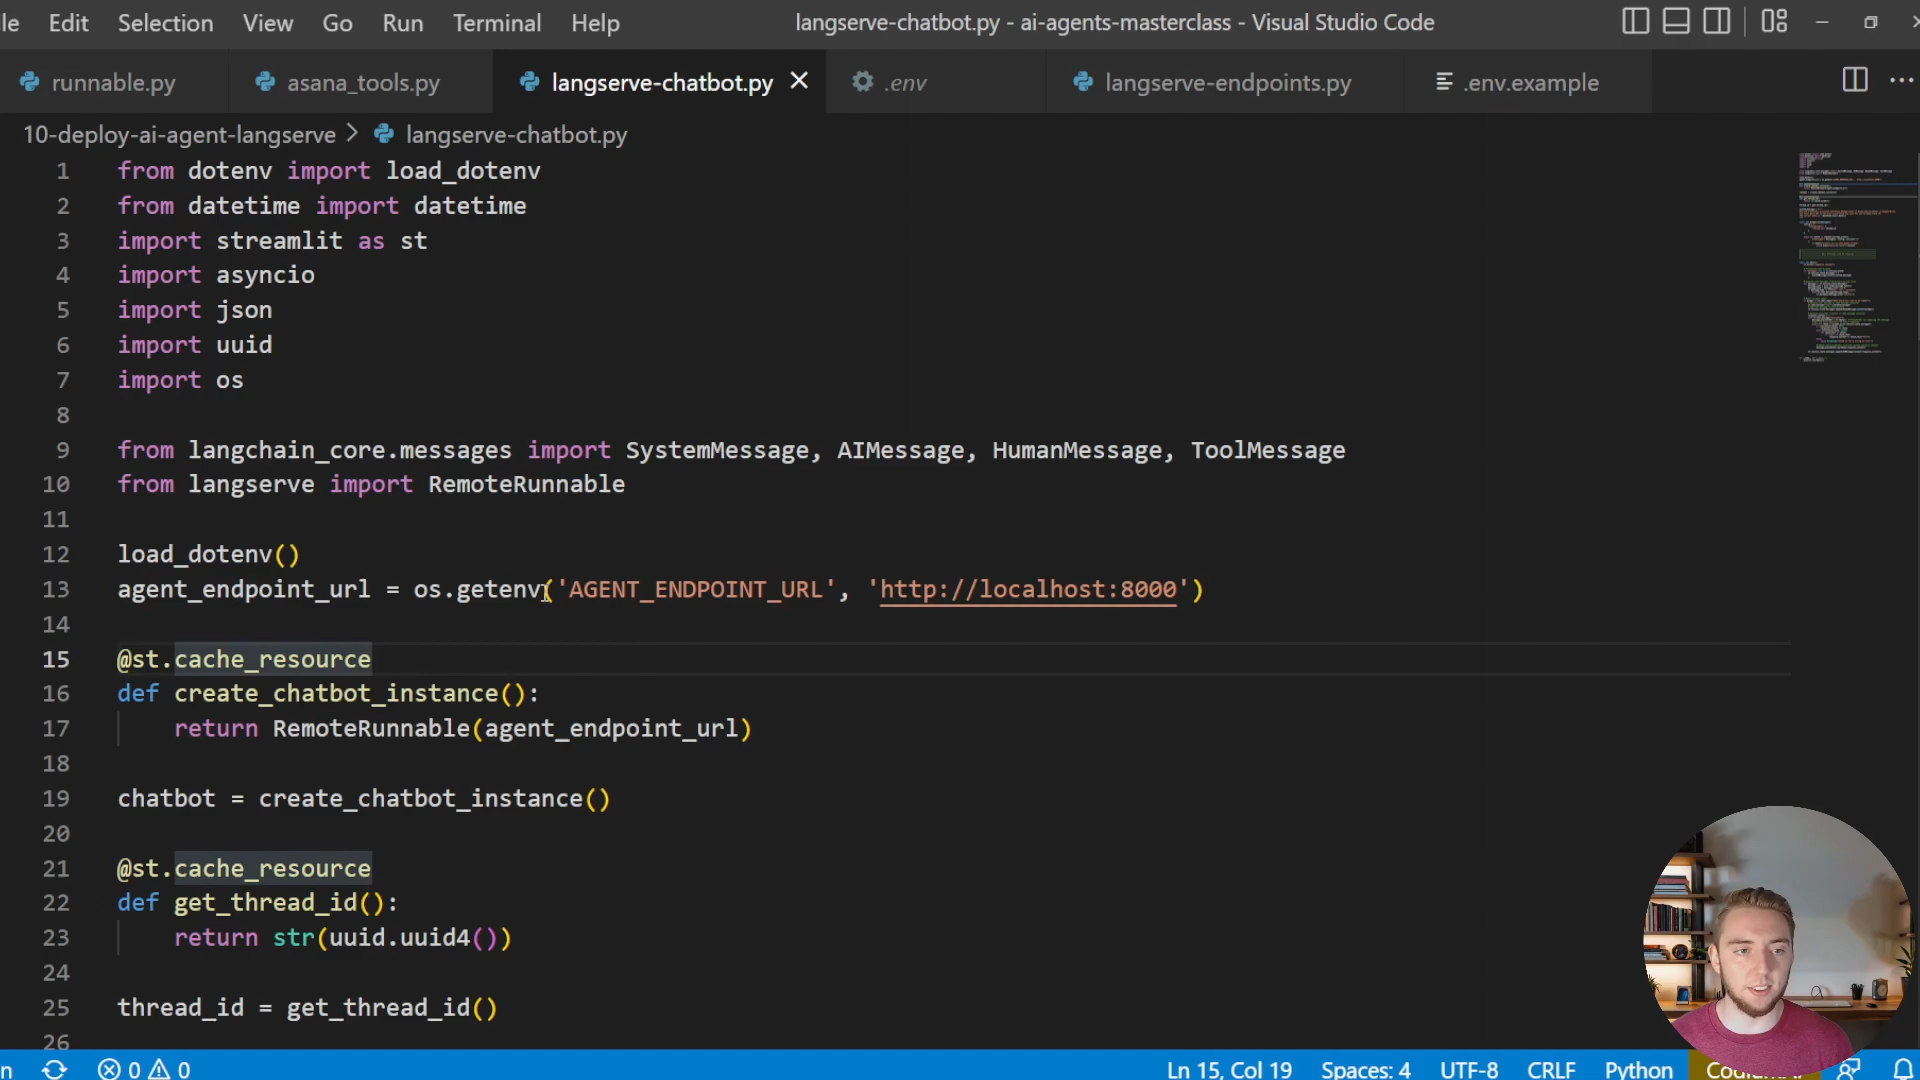 le Edit Selection View Go Run Terminal Help langserve-chatbot.py - ai-agents-masterclass - Visual Studio Code
runnable.py asana_tools.py langserve-chatbot.py .env langserve-endpoints.py .env.example
10-deploy-ai-agent-langserve > langserve-chatbot.py
1 from dotenv import load_dotenv
2 from datetime import datetime
3 import streamlit as st
4 import asyncio
5 import json
6 import uuid
7 import os
8
9 from langchain_core.messages import SystemMessage, AIMessage, HumanMessage, ToolMessage
10 from langserve import RemoteRunnable
11
12 load_dotenv()
13 agent_endpoint_url = os.getenv('AGENT_ENDPOINT_URL', 'http://localhost:8000')
14
15 @st.cache_resource
16 def create_chatbot_instance():
17 return RemoteRunnable(agent_endpoint_url)
18
19 chatbot = create_chatbot_instance()
20
21 @st.cache_resource
22 def get_thread_id():
23 return str(uuid.uuid4())
24
25 thread_id = get_thread_id()
26
n 0 0 Ln 15, Col 19 Spaces: 4 UTF-8 CRLF Python